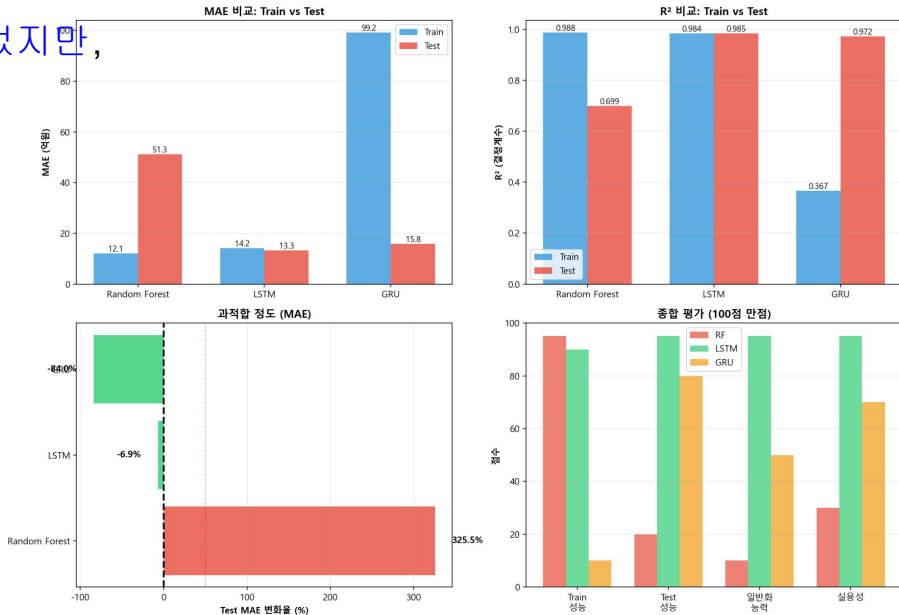 었지만,
MAE 비교: Train vs Test
MAE (억원)
100
80
60
40
20
0
99.2
51.3
12.1
14.2
13.3
15.8
Train
Test
Random Forest
LSTM
GRU
R² 비교: Train vs Test
R² (결정계수)
1.0
0.8
0.6
0.4
0.2
0.0
0.988
0.699
0.984
0.985
0.367
0.972
Train
Test
Random Forest
LSTM
GRU
과적합 정도 (MAE)
GRU
-84.0%
LSTM
-6.9%
Random Forest
325.5%
-100
0
100
200
300
Test MAE 변화율 (%)
종합 평가 (100점 만점)
점수
100
80
60
40
20
0
RF
LSTM
GRU
Train
성능
Test
성능
일반화
능력
실용성